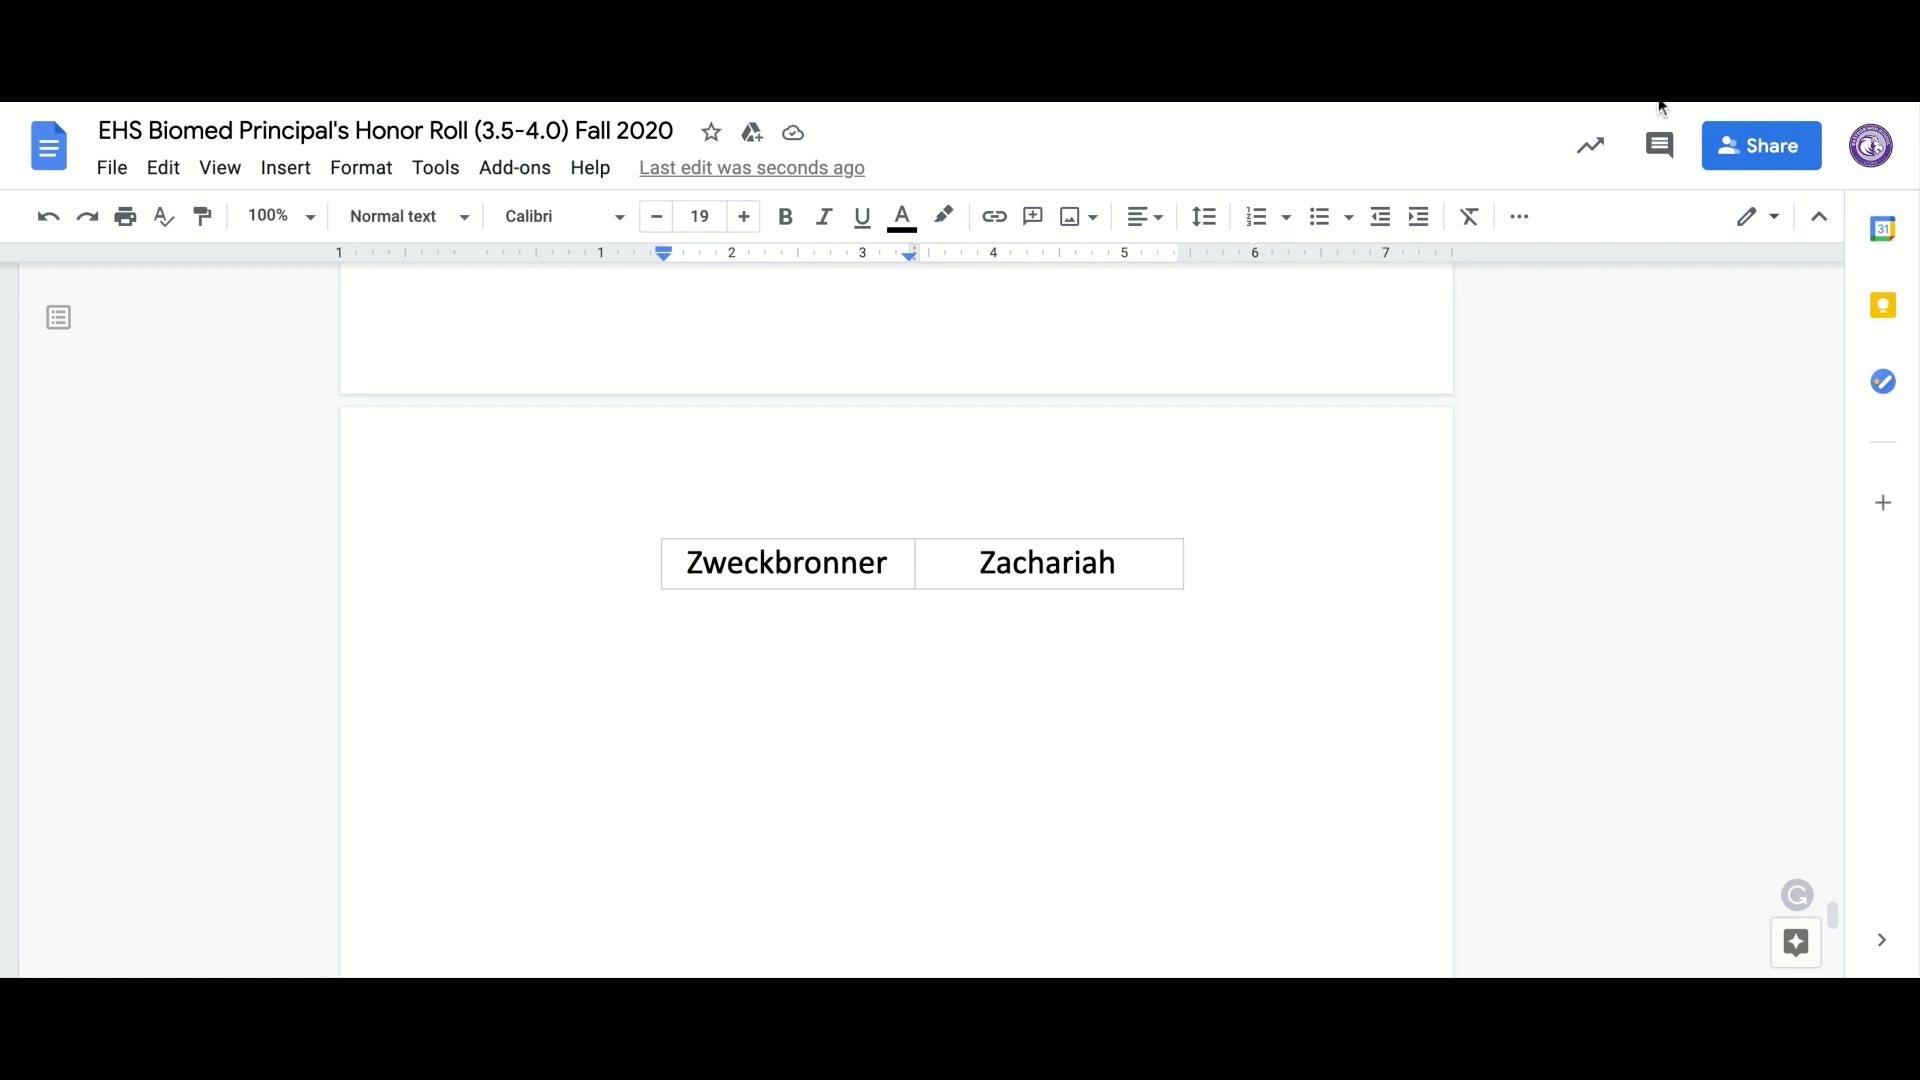 EHS Biomed Principal's Honor Roll (3.5-4.0) Fall 2020
File Edit View Insert Format Tools Add-ons Help Last edit was seconds ago
Share
100% Normal text Calibri 19
1 1 2 3 4 5 6 7
31
Zweckbronner Zachariah